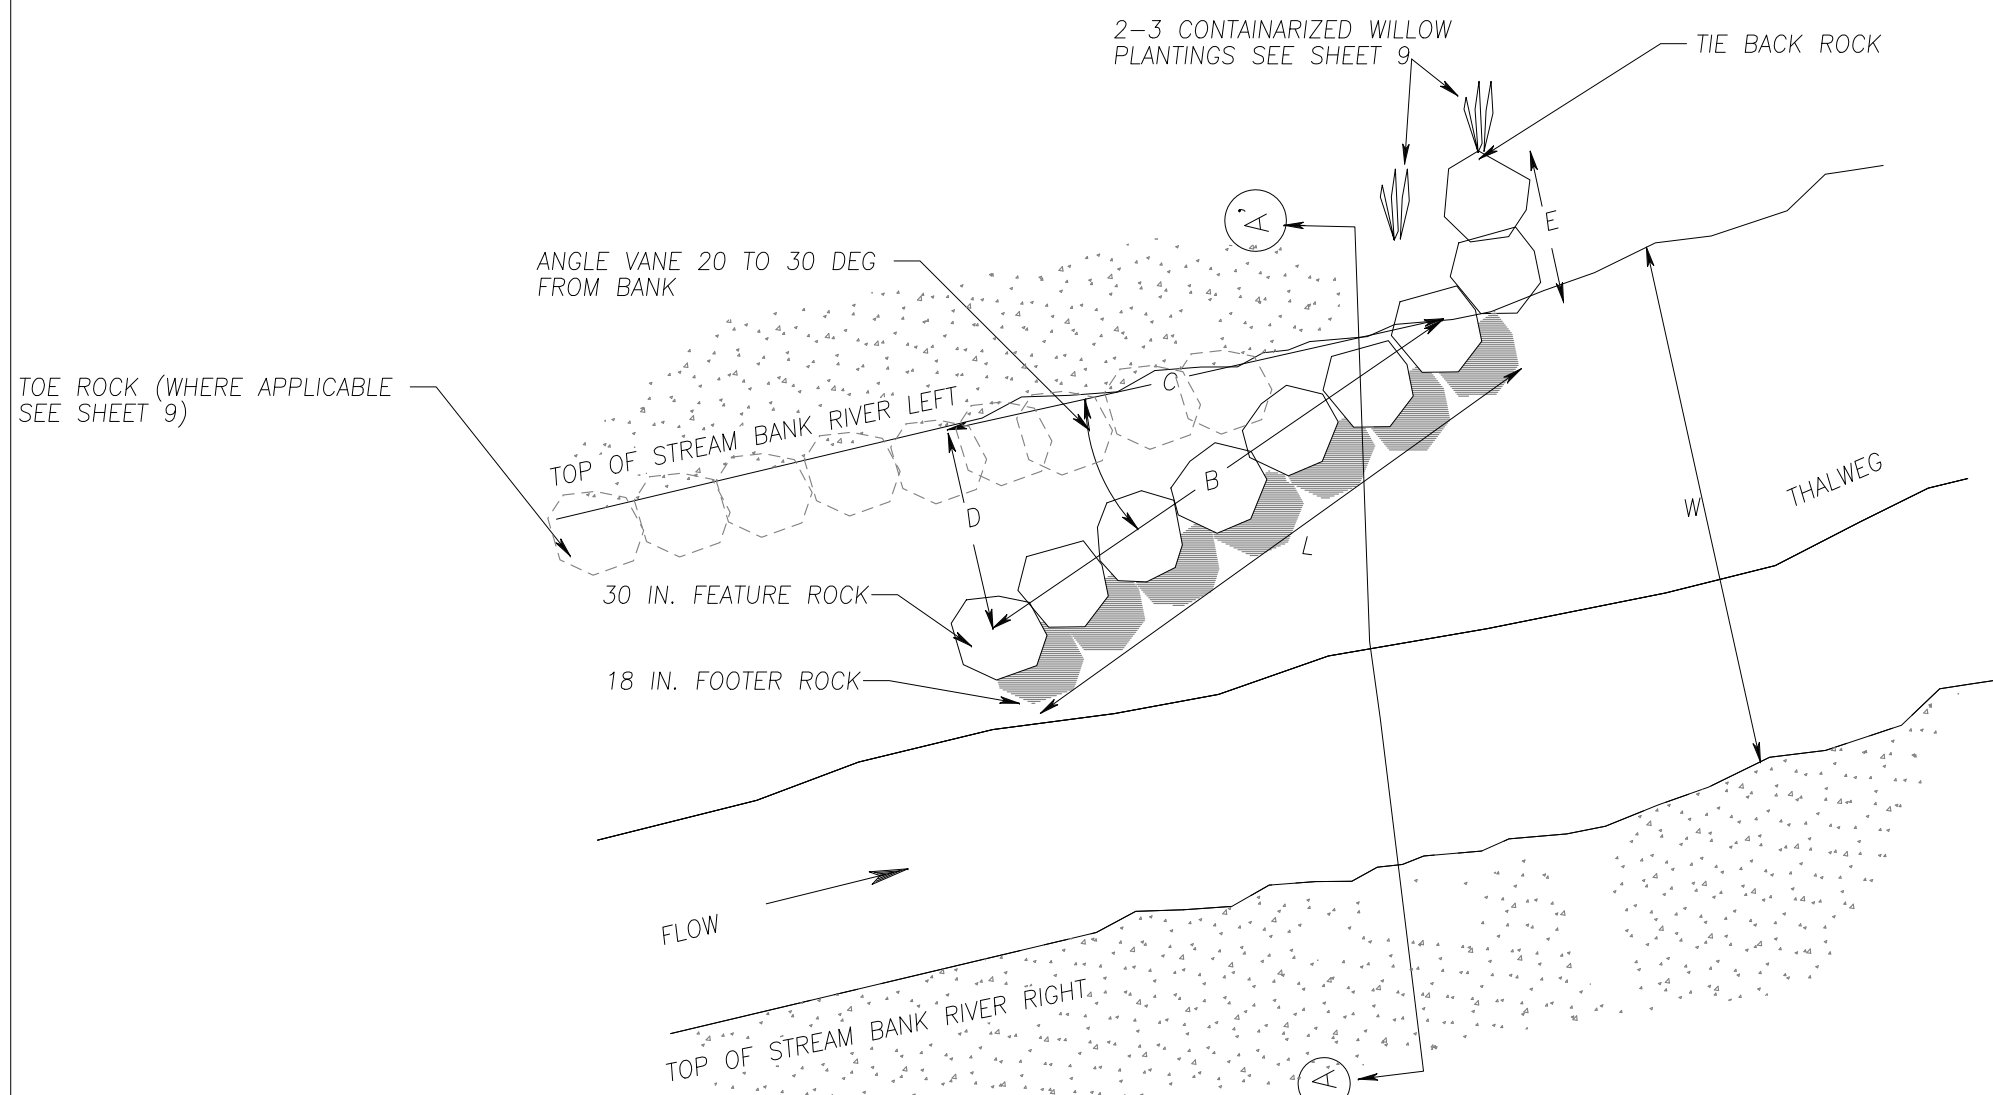 2-3 CONTAINARIZED WILLOW
PLANTINGS SEE SHEET 9
TIE BACK ROCK
A'
E
ANGLE VANE 20 TO 30 DEG
FROM BANK
TOE ROCK (WHERE APPLICABLE
SEE SHEET 9)
TOP OF STREAM BANK RIVER LEFT
C
B
D
L
W
THALWEG
30 IN. FEATURE ROCK
18 IN. FOOTER ROCK
FLOW
TOP OF STREAM BANK RIVER RIGHT
A